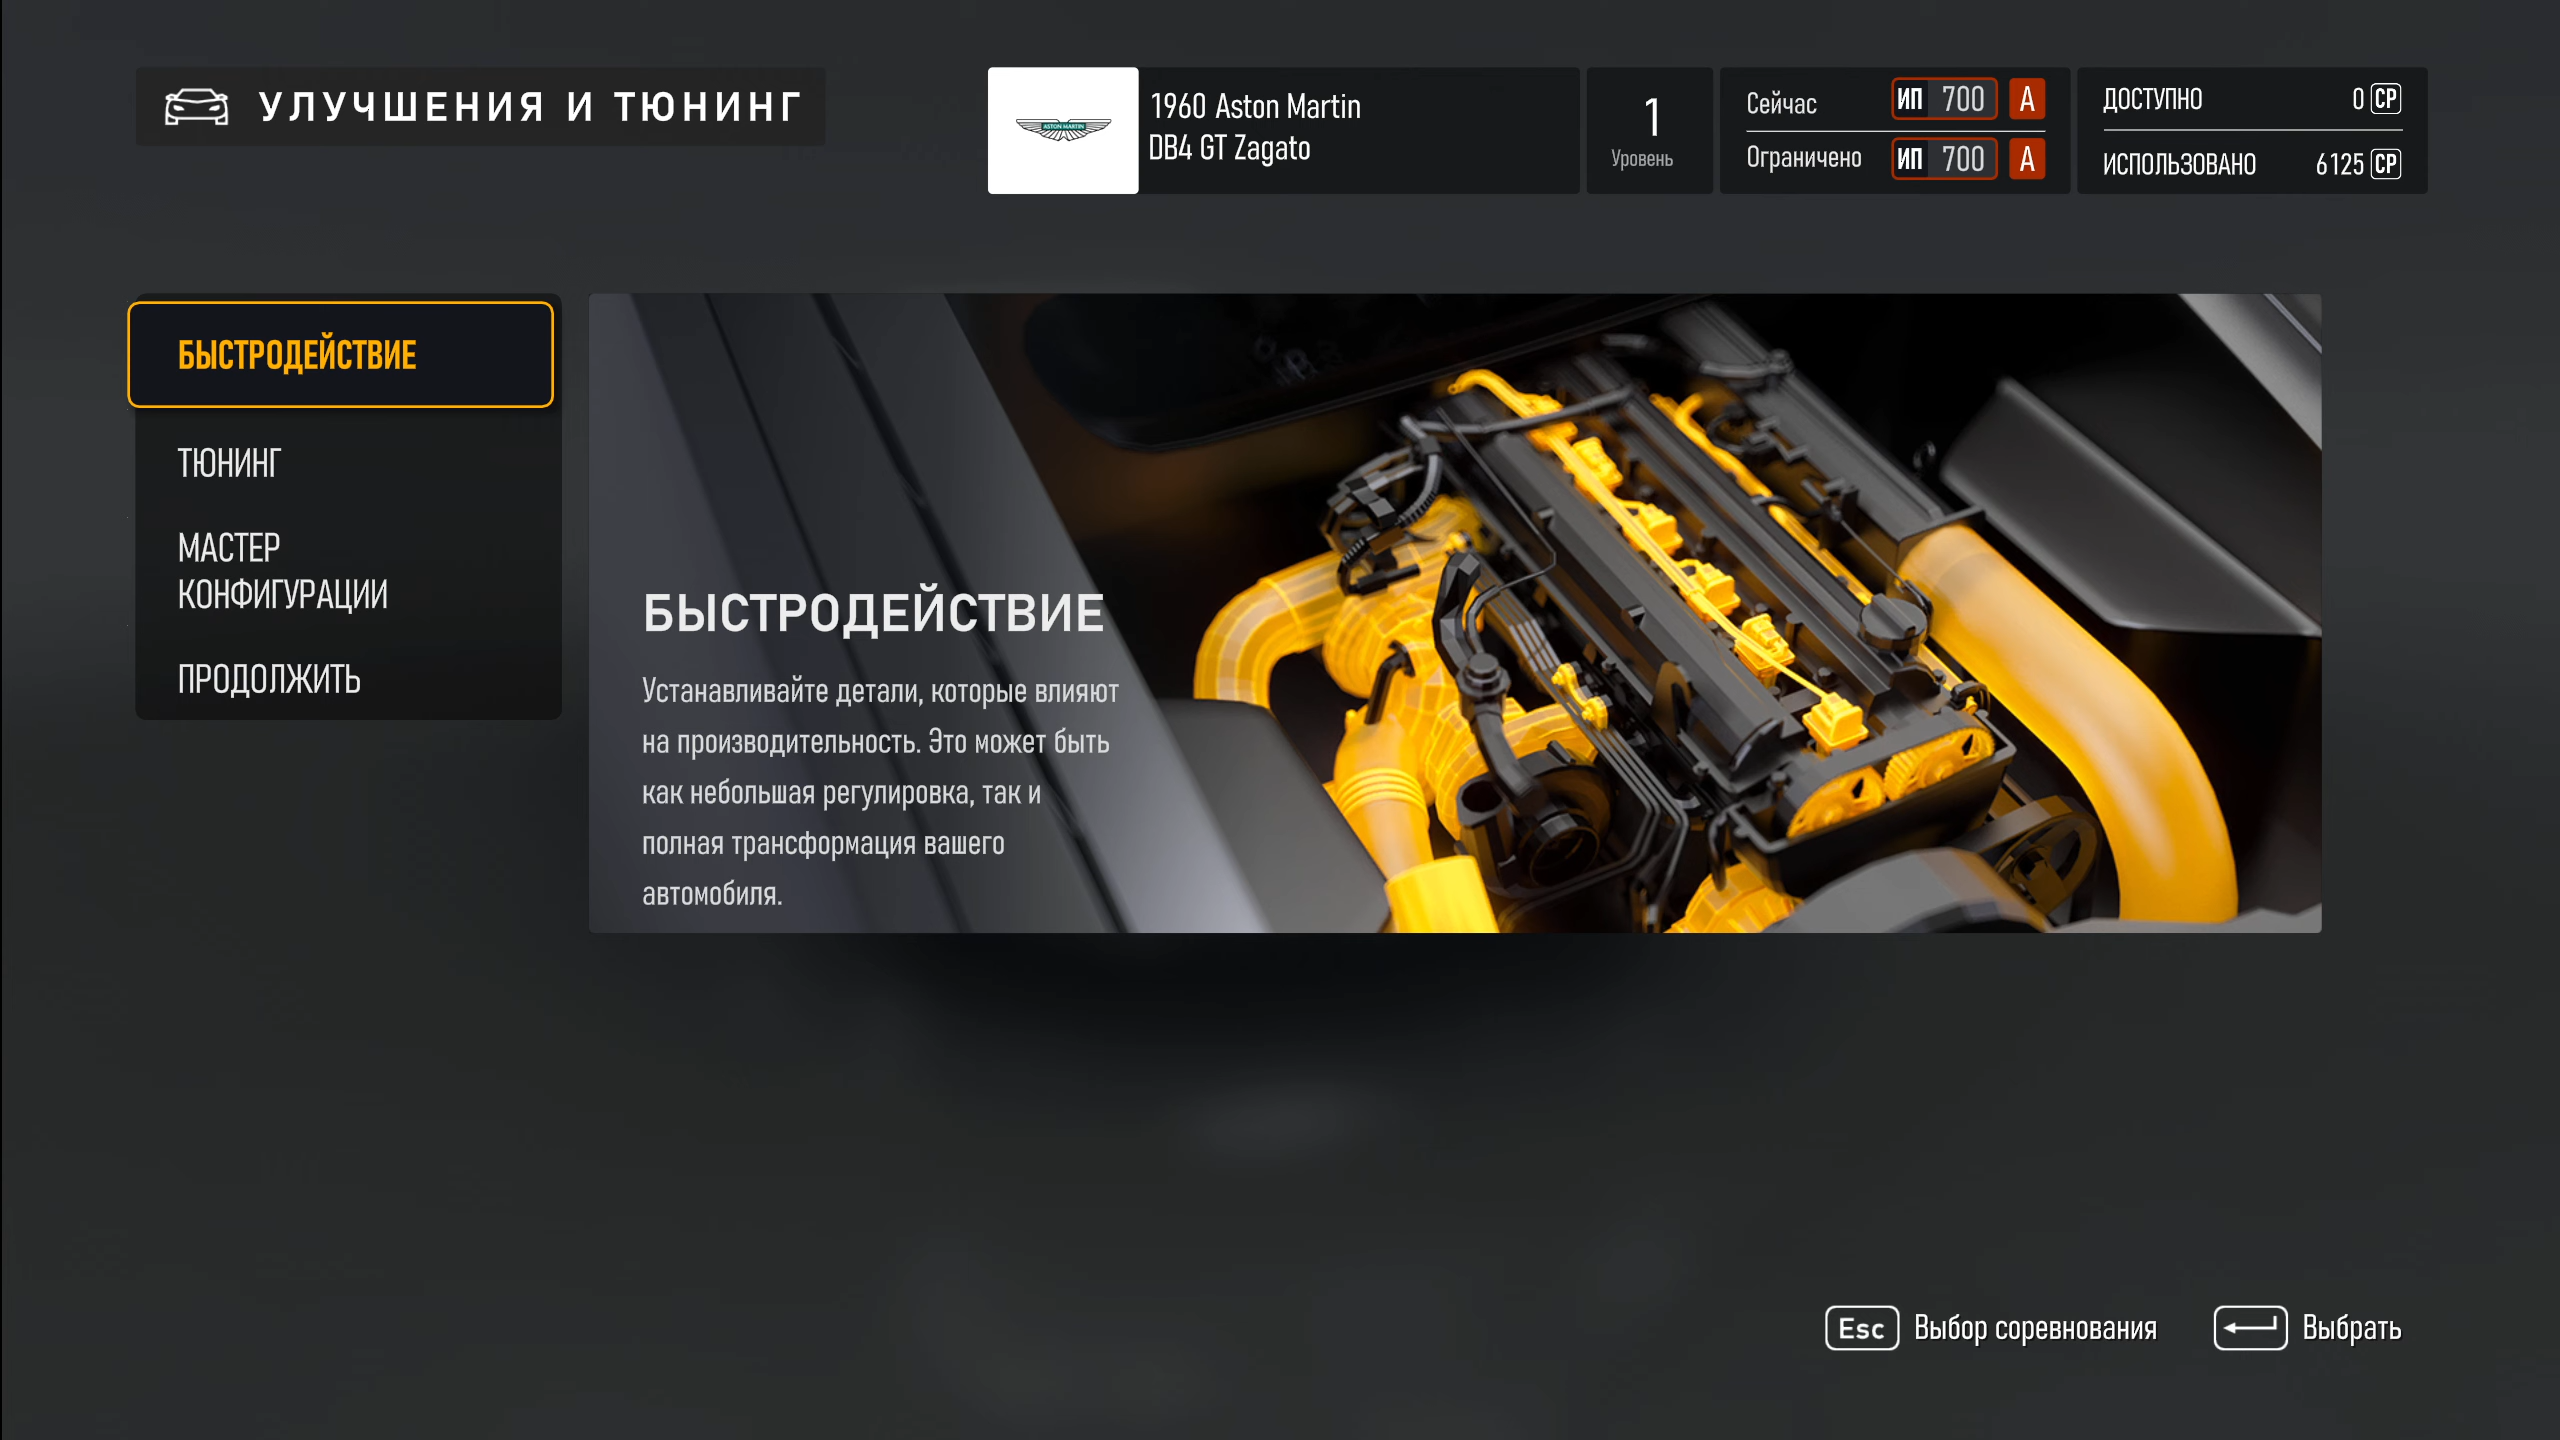 УЛУЧШЕНИЯ И ТЮНИНГ
ASTON MARTIN
1960 Aston Martin
DB4 GT Zagato
1
Уровень
Сейчас ИП 700 A
Ограничено ИП 700 A
ДОСТУПНО 0 CP
ИСПОЛЬЗОВАНО 6125 CP
БЫСТРОДЕЙСТВИЕ
ТЮНИНГ
МАСТЕР
КОНФИГУРАЦИИ
ПРОДОЛЖИТЬ
БЫСТРОДЕЙСТВИЕ
Устанавливайте детали, которые влияют
на производительность. Это может быть
как небольшая регулировка, так и
полная трансформация вашего
автомобиля.
Esc Выбор соревнования
Выбрать